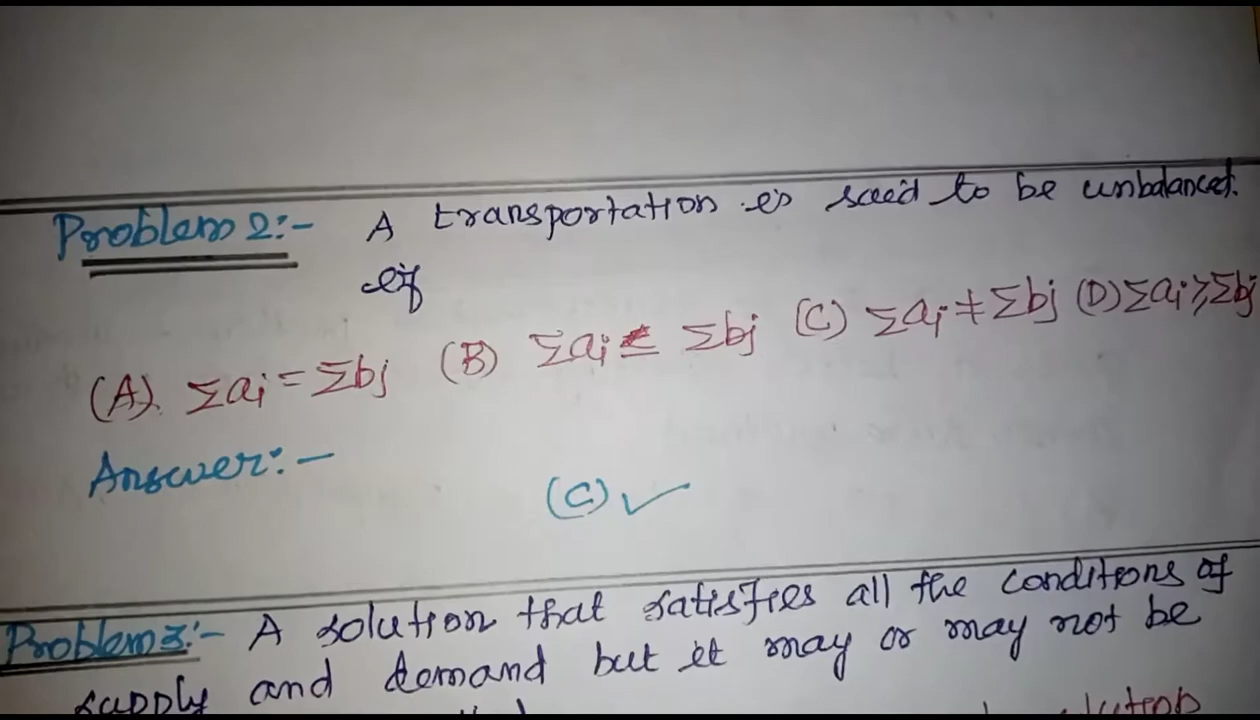 Problem 2:- A transportation is said to be unbalanced.
if
(A). Σai = Σbj (B) Σai ≤ Σbj (C) Σai ≠ Σbj (D) Σai ≥ Σbj
Answer:-
(C) ✓
Problem 3:- A solution that satisfies all the conditions of
supply and demand but it may or may not be